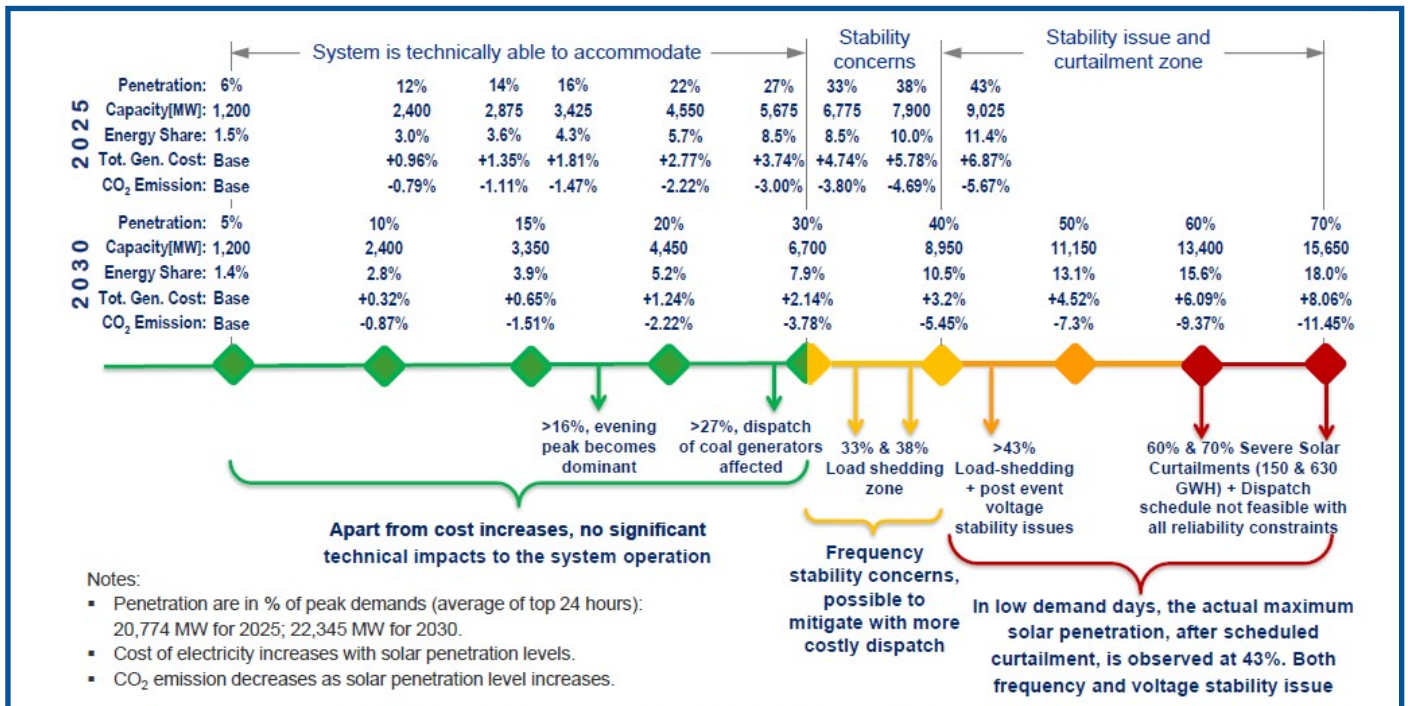 System is technically able to accommodate
Stability
concerns
Stability issue and
curtailment zone
2025
Penetration: 6% 12% 14% 16% 22% 27% 33% 38% 43%
Capacity[MW]: 1,200 2,400 2,875 3,425 4,550 5,675 6,775 7,900 9,025
Energy Share: 1.5% 3.0% 3.6% 4.3% 5.7% 8.5% 8.5% 10.0% 11.4%
Tot. Gen. Cost: Base +0.96% +1.35% +1.81% +2.77% +3.74% +4.74% +5.78% +6.87%
CO₂ Emission: Base -0.79% -1.11% -1.47% -2.22% -3.00% -3.80% -4.69% -5.67%
2030
Penetration: 5% 10% 15% 20% 30% 40% 50% 60% 70%
Capacity[MW]: 1,200 2,400 3,350 4,450 6,700 8,950 11,150 13,400 15,650
Energy Share: 1.4% 2.8% 3.9% 5.2% 7.9% 10.5% 13.1% 15.6% 18.0%
Tot. Gen. Cost: Base +0.32% +0.65% +1.24% +2.14% +3.2% +4.52% +6.09% +8.06%
CO₂ Emission: Base -0.87% -1.51% -2.22% -3.78% -5.45% -7.3% -9.37% -11.45%
>16%, evening
peak becomes
dominant
>27%, dispatch
of coal generators
affected
33% & 38%
Load shedding
zone
>43%
Load-shedding
+ post event
voltage
stability issues
60% & 70% Severe Solar
Curtailments (150 & 630
GWH) + Dispatch
schedule not feasible with
all reliability constraints
Apart from cost increases, no significant
technical impacts to the system operation
Frequency
stability concerns,
possible to
mitigate with more
costly dispatch
In low demand days, the actual maximum
solar penetration, after scheduled
curtailment, is observed at 43%. Both
frequency and voltage stability issue
Notes:
▪ Penetration are in % of peak demands (average of top 24 hours):
20,774 MW for 2025; 22,345 MW for 2030.
▪ Cost of electricity increases with solar penetration levels.
▪ CO₂ emission decreases as solar penetration level increases.